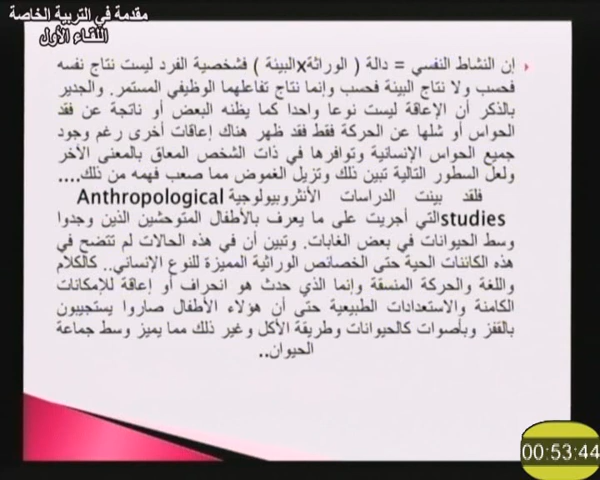 مقدمة في التربية الخاصة
اللقاء الأول
إن النشاط النفسي = دالة ( الوراثةxالبيئة ) فشخصية الفرد ليست نتاج نفسه
فحسب ولا نتاج البيئة فحسب وإنما نتاج تفاعلهما الوظيفي المستمر. والجدير
بالذكر أن الإعاقة ليست نوعا واحدا كما يظنه البعض أو ناتجة عن فقد
الحواس أو شلها عن الحركة فقط فقد ظهر هناك إعاقات أخرى رغم وجود
جميع الحواس الإنسانية وتوافرها في ذات الشخص المعاق بالمعنى الأخر
ولعل السطور التالية تبين ذلك وتزيل الغموض مما صعب فهمه من ذلك....
فلقد بينت الدراسات الأنثروبيولوجية Anthropological
studiesالتي أجريت على ما يعرف بالأطفال المتوحشين الذين وجدوا
وسط الحيوانات في بعض الغابات. وتبين أن في هذه الحالات لم تتضح في
هذه الكائنات الحية حتى الخصائص الوراثية المميزة للنوع الإنساني.. كالكلام
واللغة والحركة المنسقة وإنما الذي حدث هو انحراف أو إعاقة للإمكانات
الكامنة والاستعدادات الطبيعية حتى أن هؤلاء الأطفال صاروا يستجيبون
بالقفز وبأصوات كالحيوانات وطريقة الأكل وغير ذلك مما يميز وسط جماعة
الحيوان..
00:53:44